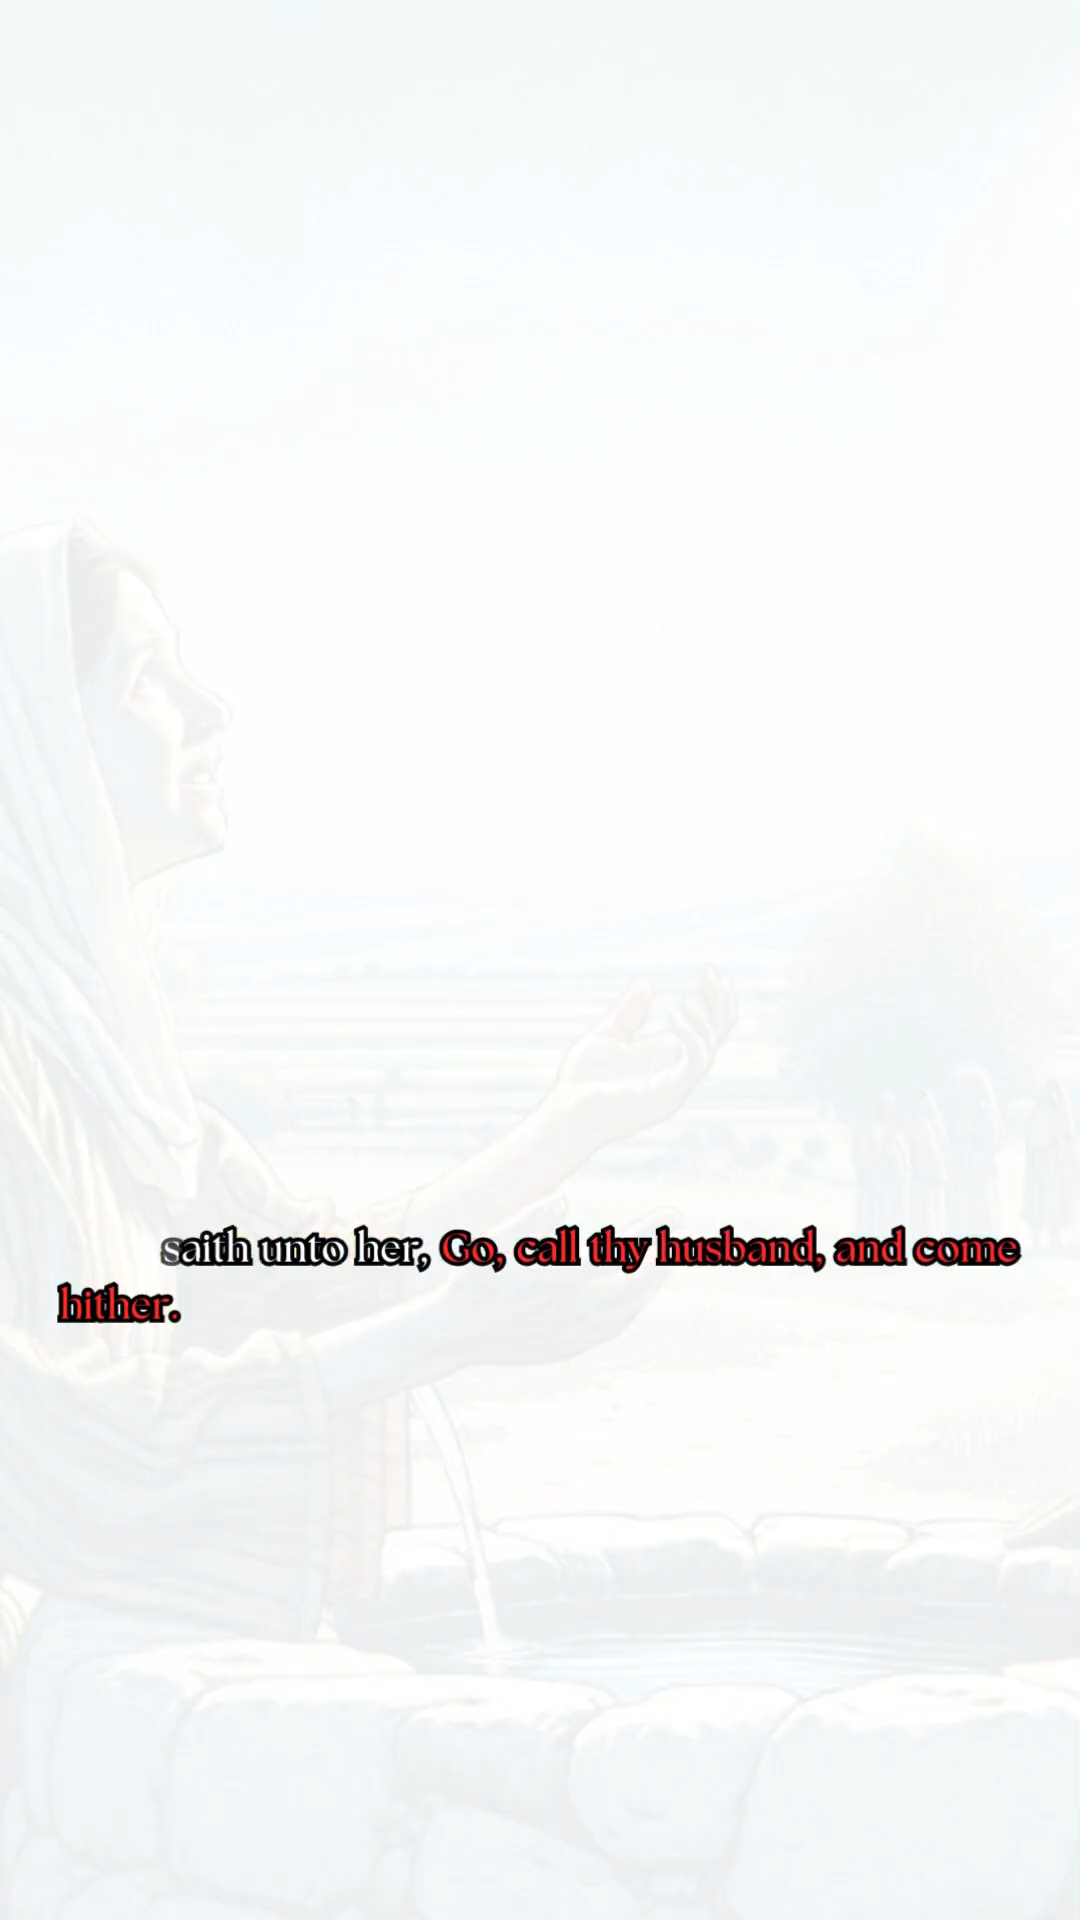 saith unto her, Go, call thy husband, and come
hither.